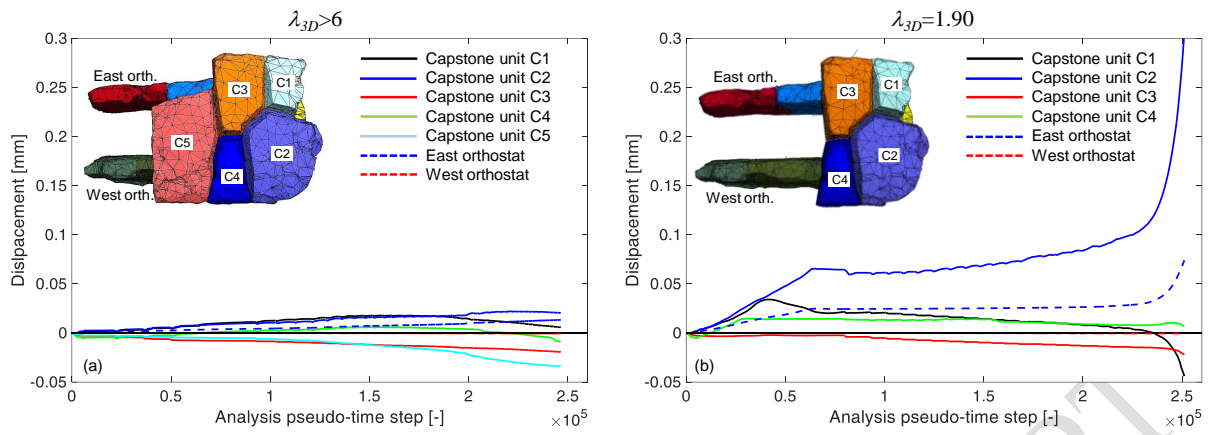 λ3D>6
0.3
0.25
0.2
0.15
0.1
0.05
0
-0.05
Dislpacement [mm]
East orth.
West orth.
C3
C1
C5
C2
C4
Capstone unit C1
Capstone unit C2
Capstone unit C3
Capstone unit C4
Capstone unit C5
East orthostat
West orthostat
(a)
0 0.5 1 1.5 2 2.5
Analysis pseudo-time step [-]
×10⁵
λ3D=1.90
0.3
0.25
0.2
0.15
0.1
0.05
0
-0.05
Dislpacement [mm]
East orth.
West orth.
C3
C1
C2
C4
Capstone unit C1
Capstone unit C2
Capstone unit C3
Capstone unit C4
East orthostat
West orthostat
(b)
0 0.5 1 1.5 2 2.5
Analysis pseudo-time step [-]
×10⁵